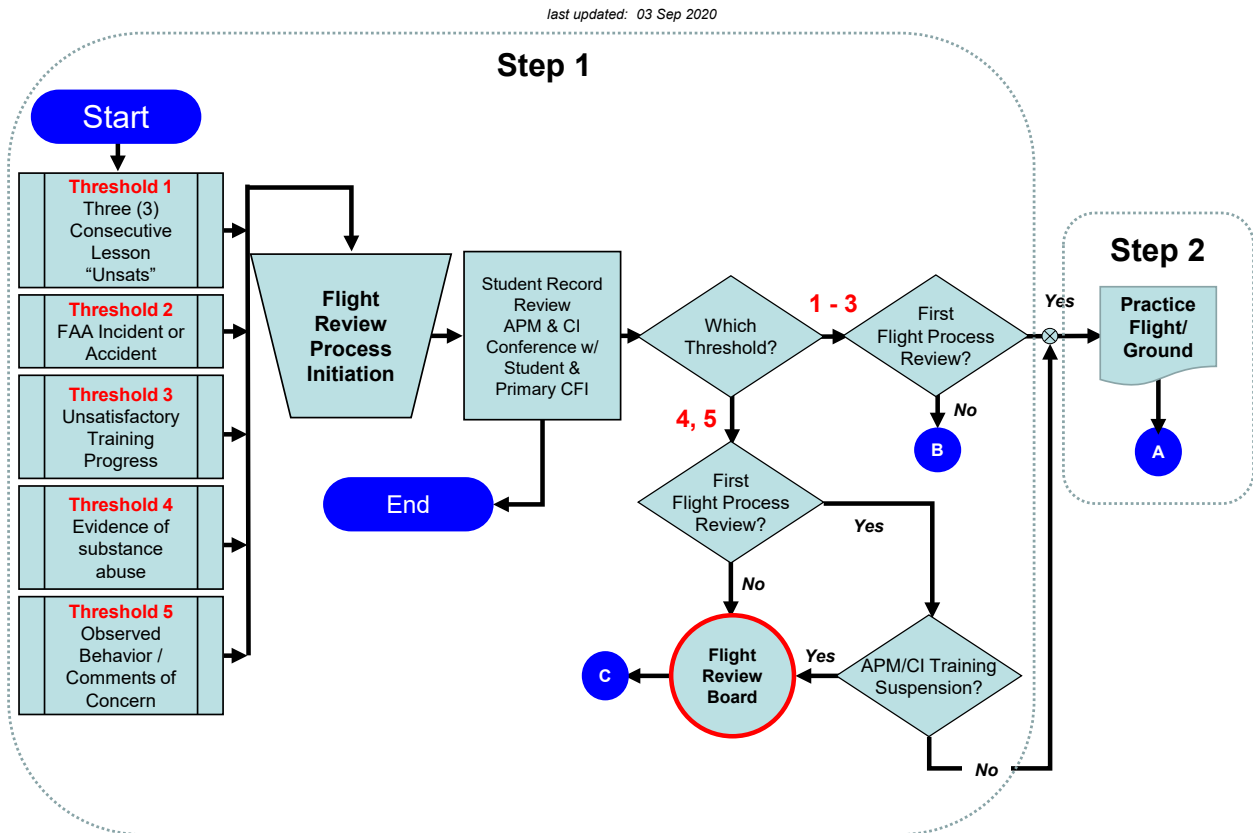 last updated: 03 Sep 2020
Step 1
Start
Threshold 1
Three (3)
Consecutive
Lesson
“Unsats”
Threshold 2
FAA Incident or
Accident
Threshold 3
Unsatisfactory
Training
Progress
Threshold 4
Evidence of
substance
abuse
Threshold 5
Observed
Behavior /
Comments of
Concern
Flight
Review
Process
Initiation
Student Record
Review
APM & CI
Conference w/
Student &
Primary CFI
End
Which
Threshold?
1 - 3
4, 5
First
Flight Process
Review?
Yes
No
B
First
Flight Process
Review?
Yes
No
Flight
Review
Board
C
Yes
APM/CI Training
Suspension?
No
Step 2
Practice
Flight/
Ground
A